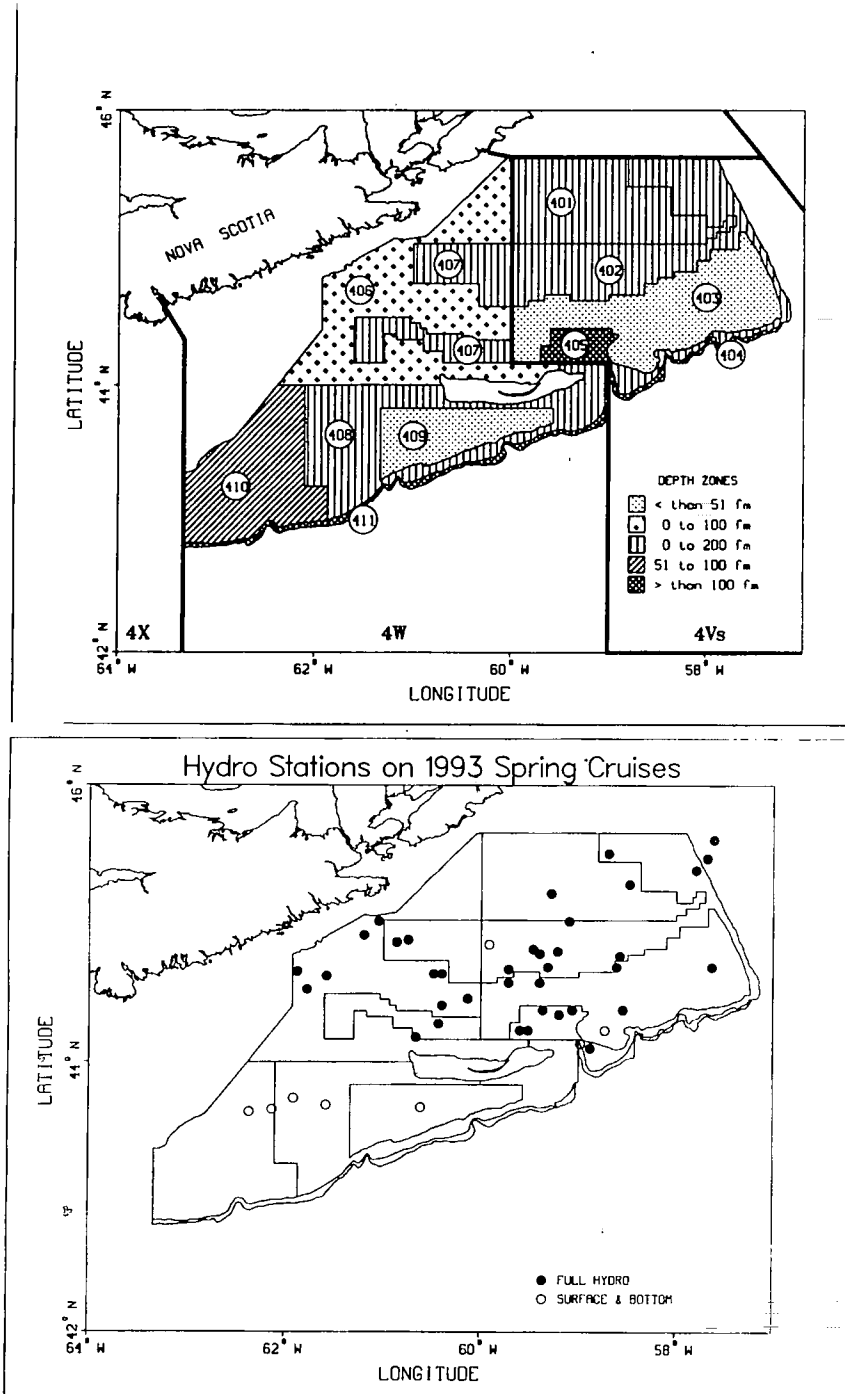 46° N
NOVA SCOTIA
401
407
402
406
403
405
407
404
LATITUDE
44° N
408
409
410
411
DEPTH ZONES
< than 51 fm
0 to 100 fm
0 to 200 fm
51 to 100 fm
> than 100 fm
4X
4W
4Vs
42° N
64° W
62° W
60° W
58° W
LONGITUDE
Hydro Stations on 1993 Spring Cruises
46° N
LATITUDE
44° N
FULL HYDRO
SURFACE & BOTTOM
42° N
64° W
62° W
60° W
58° W
LONGITUDE